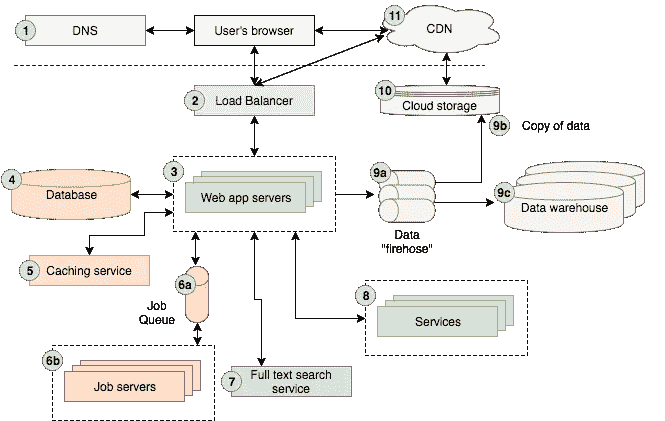 1
DNS
User's browser
11
CDN
2
Load Balancer
10
Cloud storage
9b
Copy of data
3
Web app servers
4
Database
9a
Data
"firehose"
9c
Data warehouse
5
Caching service
6a
Job
Queue
8
Services
6b
Job servers
7
Full text search
service